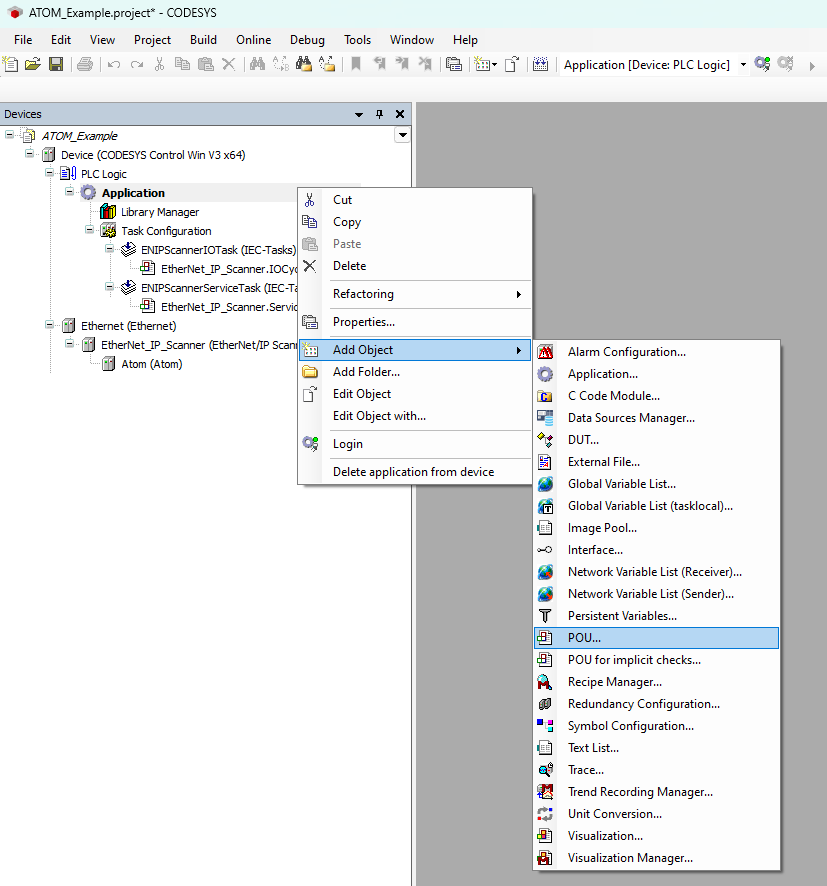 ATOM_Example.project* - CODESYS
File Edit View Project Build Online Debug Tools Window Help
Application [Device: PLC Logic]
Devices
ATOM_Example
Device (CODESYS Control Win V3 x64)
PLC Logic
Application
Library Manager
Task Configuration
ENIPScannerIOTask (IEC-Tasks)
EtherNet_IP_Scanner.IOCyc
ENIPScannerServiceTask (IEC-Ta
EtherNet_IP_Scanner.Servic
Ethernet (Ethernet)
EtherNet_IP_Scanner (EtherNet/IP Scan
Atom (Atom)
Cut
Copy
Paste
Delete
Refactoring
Properties...
Add Object
Add Folder...
Edit Object
Edit Object with...
Login
Delete application from device
Alarm Configuration...
Application...
C Code Module...
Data Sources Manager...
DUT...
External File...
Global Variable List...
Global Variable List (tasklocal)...
Image Pool...
Interface...
Network Variable List (Receiver)...
Network Variable List (Sender)...
Persistent Variables...
POU...
POU for implicit checks...
Recipe Manager...
Redundancy Configuration...
Symbol Configuration...
Text List...
Trace...
Trend Recording Manager...
Unit Conversion...
Visualization...
Visualization Manager...